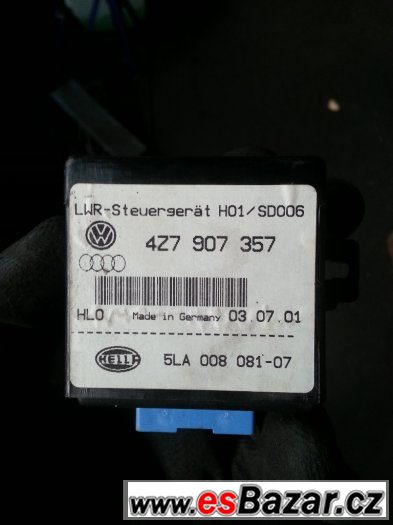 LWR-Steuergerät H01/SD006
4Z7 907 357
HLO Made in Germany 03.07.01
HELLA 5LA 008 081-07
www.esBazar.cz